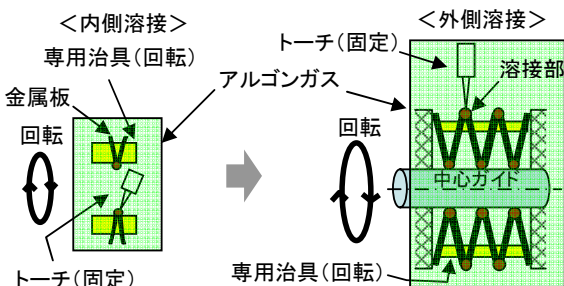 ＜内側溶接＞
専用治具（回転）
金属板
回転
トーチ（固定）
アルゴンガス
＜外側溶接＞
トーチ（固定）
溶接部
回転
中心ガイド
専用治具（回転）